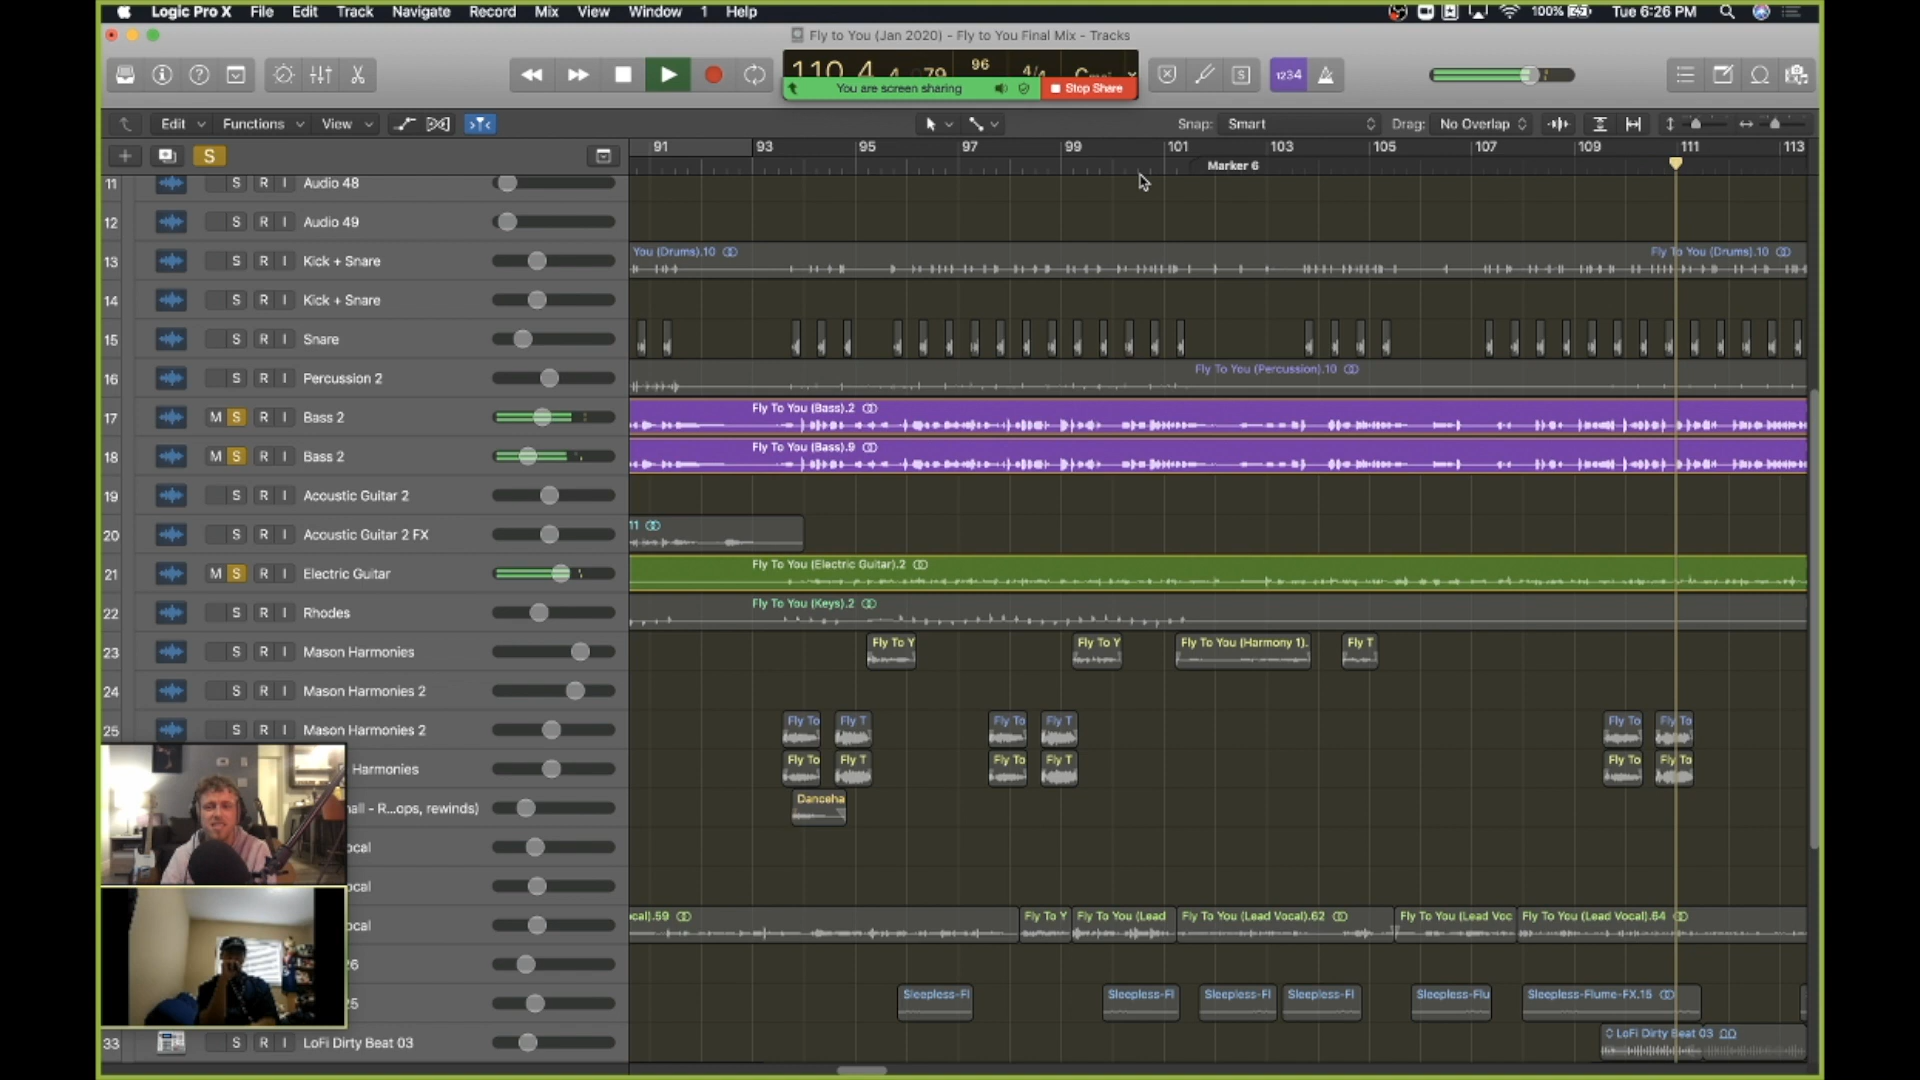 Logic Pro X File Edit Track Navigate Record Mix View Window 1 Help 100% Tue 6:26 PM
Fly to You (Jan 2020) - Fly to You Final Mix - Tracks
110 4 4 079 96 4/4 Cmaj 1234
You are screen sharing Stop Share
Edit Functions View Snap: Smart Drag: No Overlap
S 91 93 95 97 99 101 103 105 107 109 111 113
Marker 6
11 S R I Audio 48
12 S R I Audio 49
13 S R I Kick + Snare You (Drums).10 Fly To You (Drums).10
14 S R I Kick + Snare
15 S R I Snare
16 S R I Percussion 2 Fly To You (Percussion).10
17 M S R I Bass 2 Fly To You (Bass).2
18 M S R I Bass 2 Fly To You (Bass).9
19 S R I Acoustic Guitar 2
20 S R I Acoustic Guitar 2 FX 11
21 M S R I Electric Guitar Fly To You (Electric Guitar).2
22 S R I Rhodes Fly To You (Keys).2
23 S R I Mason Harmonies Fly To Y Fly To Y Fly To You (Harmony 1). Fly T
24 S R I Mason Harmonies 2
25 S R I Mason Harmonies 2 Fly To Fly T Fly To Fly T Fly To Fly To
Harmonies Fly To Fly T Fly To Fly T Fly To Fly To
all - R...ops, rewinds) Danceha
ocal
ocal
ocal cal).59 Fly To Y Fly To You (Lead Fly To You (Lead Vocal).62 Fly To You (Lead Voc Fly To You (Lead Vocal).64
26
25 Sleepless-Fl Sleepless-Fl Sleepless-Fl Sleepless-Fl Sleepless-Flu Sleepless-Flume-FX.15
33 S R I LoFi Dirty Beat 03 LoFi Dirty Beat 03